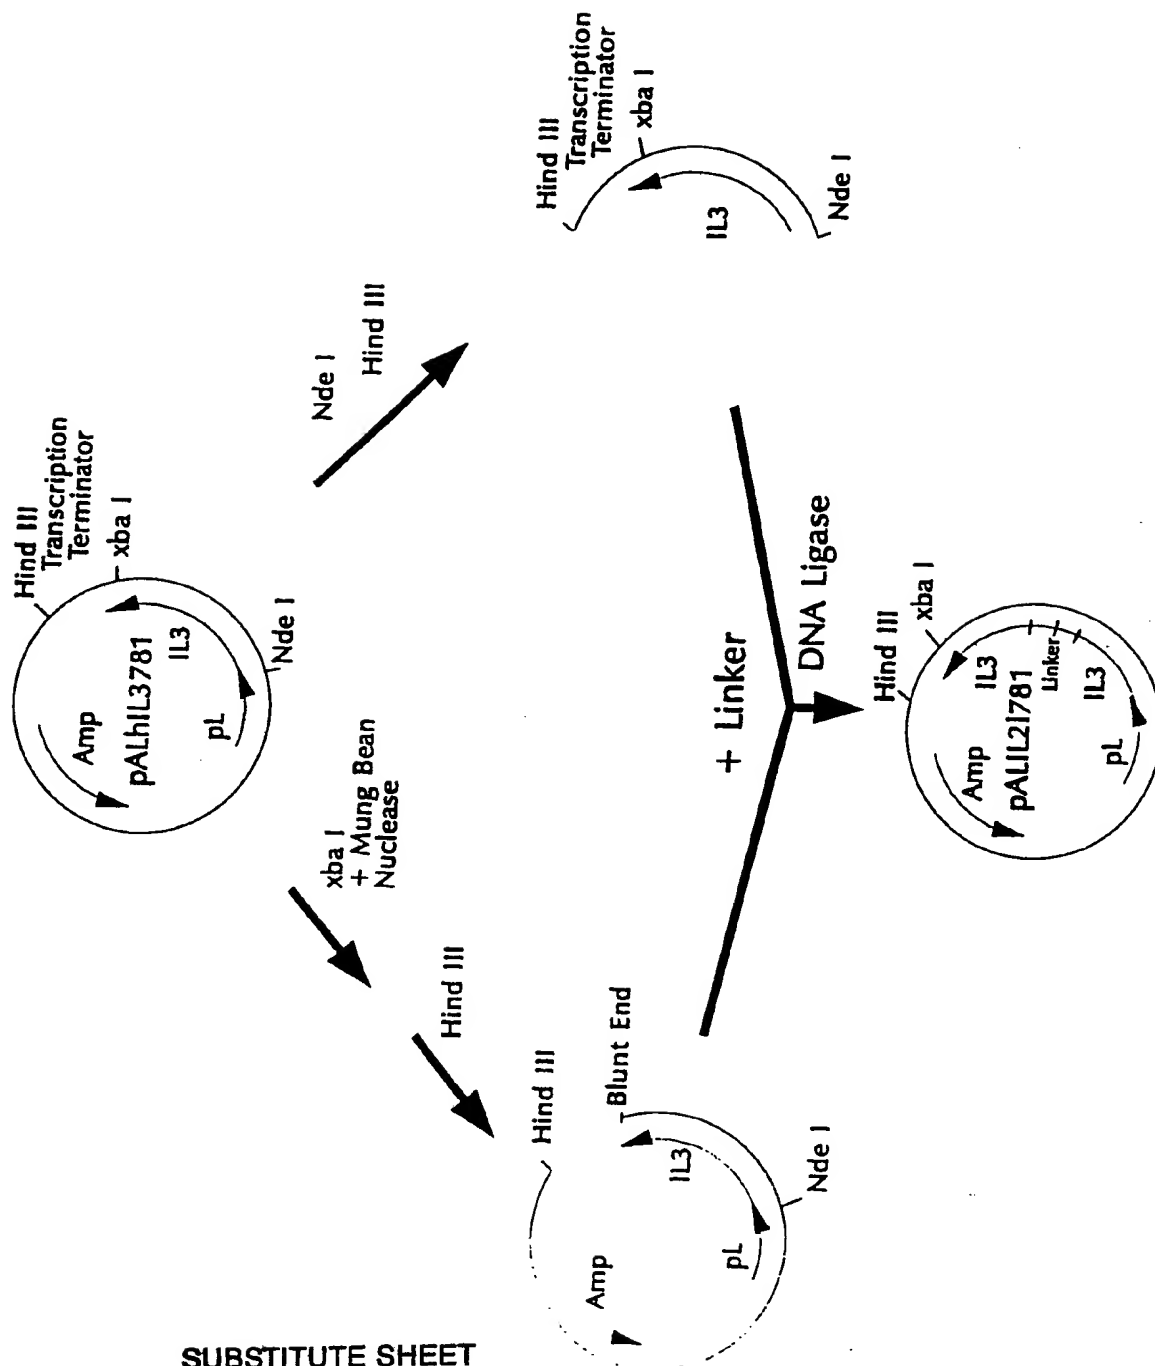 Hind III
Transcription
Terminator
xba I
Amp
pALhIL3781
IL3
pL
Nde I
xba I
+ Mung Bean
Nuclease
Hind III
Nde I
Hind III
Hind III
Blunt End
Amp
IL3
pL
Nde I
Hind III
Transcription
Terminator
xba I
IL3
Nde I
+ Linker
DNA Ligase
Hind III
xba I
Amp
IL3
pALIL2I781
Linker
IL3
pL
SUBSTITUTE SHEET